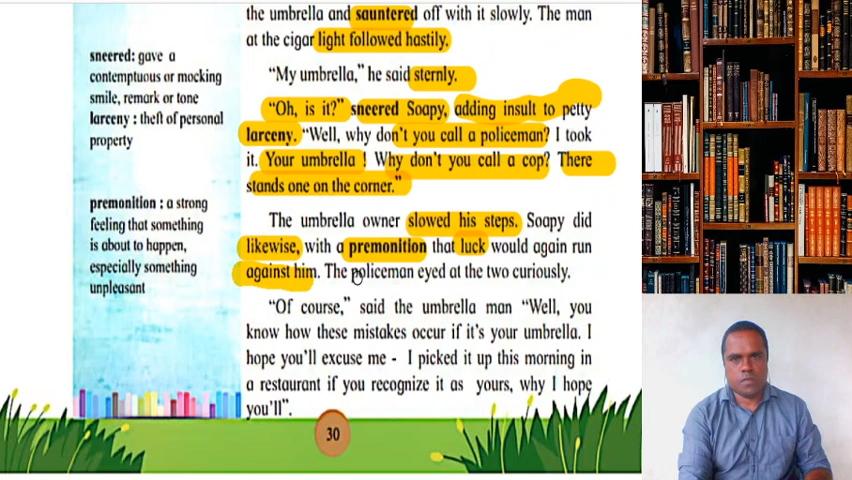 the umbrella and sauntered off with it slowly. The man
at the cigar light followed hastily.
"My umbrella," he said sternly.
"Oh, is it?" sneered Soapy, adding insult to petty
larceny. "Well, why don't you call a policeman? I took
it. Your umbrella ! Why don't you call a cop? There
stands one on the corner."
The umbrella owner slowed his steps. Soapy did
likewise, with a premonition that luck would again run
against him. The policeman eyed at the two curiously.
"Of course," said the umbrella man "Well, you
know how these mistakes occur if it's your umbrella. I
hope you'll excuse me - I picked it up this morning in
a restaurant if you recognize it as yours, why I hope
you'll".
sneered: gave a
contemptuous or mocking
smile, remark or tone
larceny : theft of personal
property
premonition : a strong
feeling that something
is about to happen,
especially something
unpleasant
30